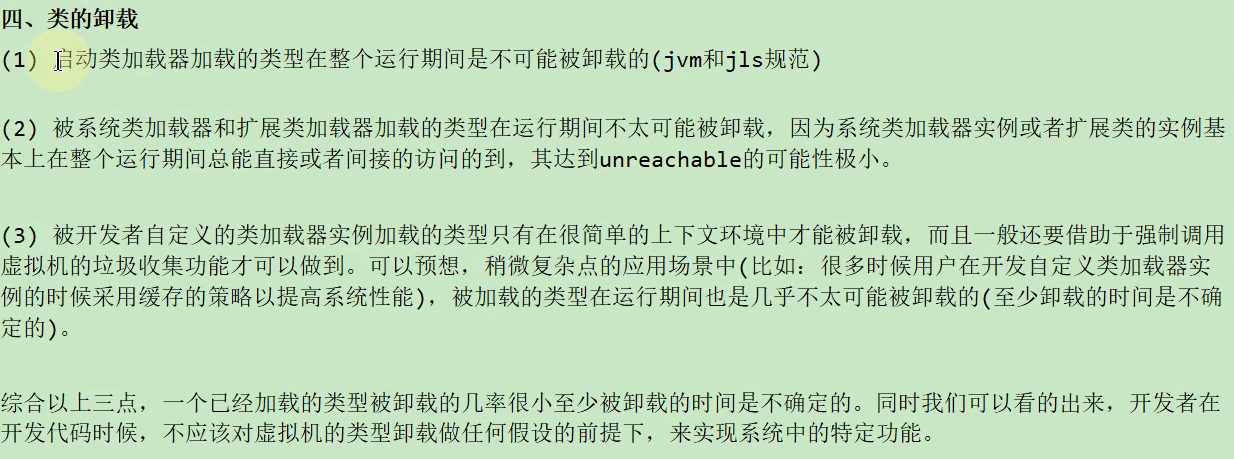 四、类的卸载
(1) 启动类加载器加载的类型在整个运行期间是不可能被卸载的(jvm和jls规范)
(2) 被系统类加载器和扩展类加载器加载的类型在运行期间不太可能被卸载，因为系统类加载器实例或者扩展类的实例基
本上在整个运行期间总能直接或者间接的访问的到，其达到unreachable的可能性极小。
(3) 被开发者自定义的类加载器实例加载的类型只有在很简单的上下文环境中才能被卸载，而且一般还要借助于强制调用
虚拟机的垃圾收集功能才可以做到。可以预想，稍微复杂点的应用场景中(比如：很多时候用户在开发自定义类加载器实
例的时候采用缓存的策略以提高系统性能)，被加载的类型在运行期间也是几乎不太可能被卸载的(至少卸载的时间是不确
定的)。
综合以上三点，一个已经加载的类型被卸载的几率很小至少被卸载的时间是不确定的。同时我们可以看的出来，开发者在
开发代码时候，不应该对虚拟机的类型卸载做任何假设的前提下，来实现系统中的特定功能。